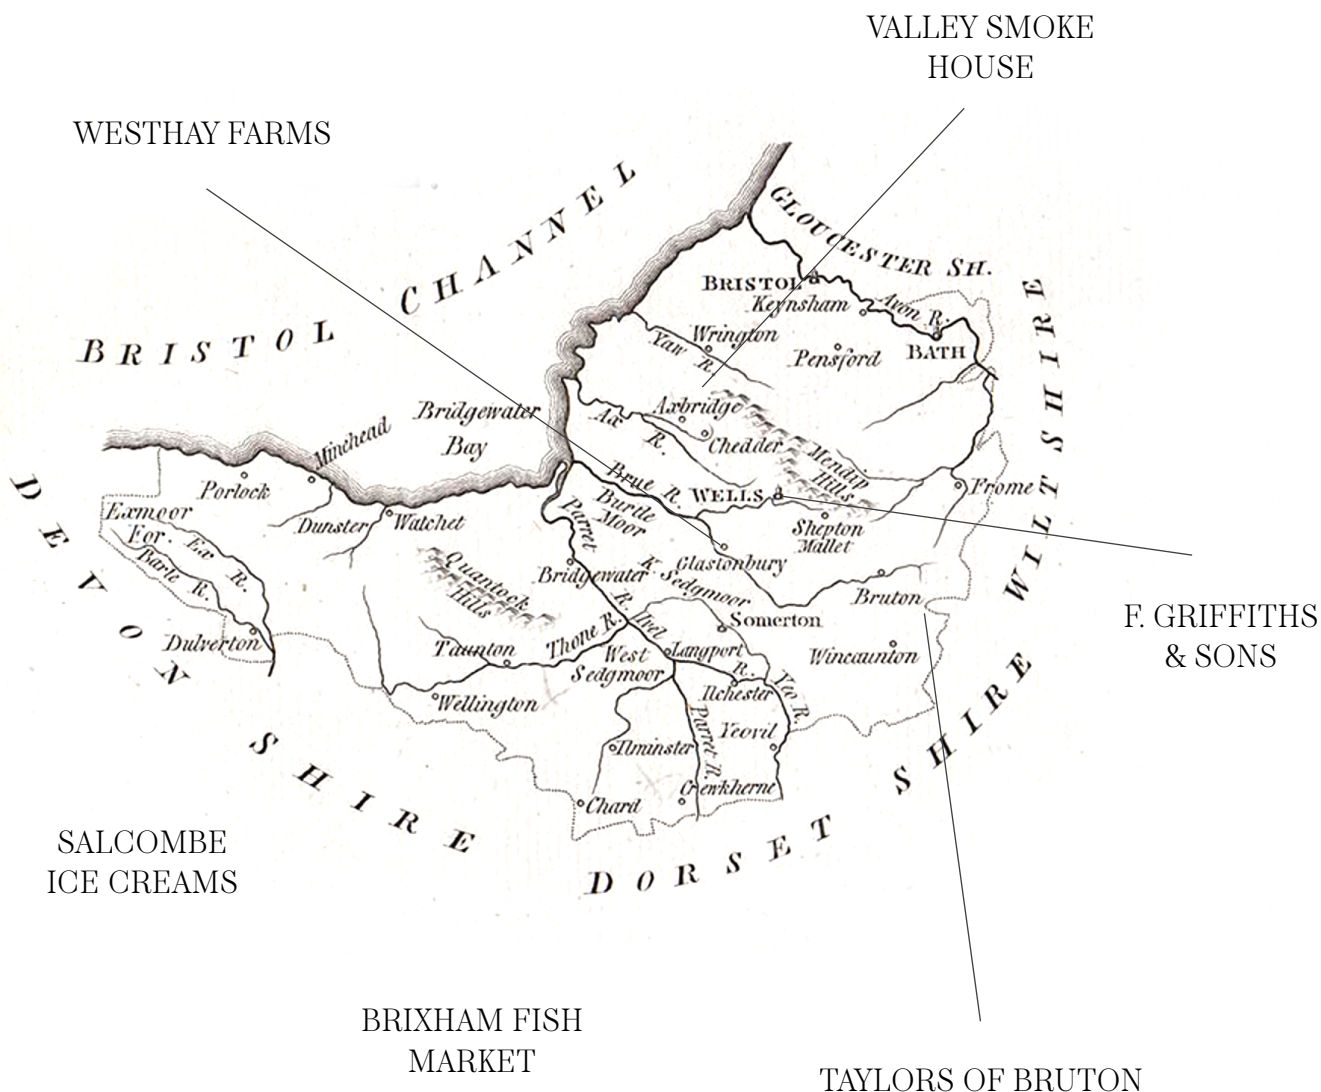 VALLEY SMOKE
HOUSE
WESTHAY FARMS
BRISTOL CHANNEL
GLOUCESTER SH.
BRISTOL
Keynsham
Avon R.
Wrington
Yaw R.
Pensford
BATH
WILTSHIRE
Bridgewater
Bay
Axbridge
Ax R.
Chedder
Mendip
Hills
Minehead
Porlock
Brue R.
WELLS
Frome
Burtle
Moor
Shepton
Mallet
Dunster
Watchet
Exmoor
For.
Ex R.
Barle R.
Parret R.
Glastonbury
Quantock
Hills
Bridgewater
K. Sedgmoor
Bruton
Somerton
Dulverton
Taunton
Thone R.
Ivel R.
West
Sedgmoor
Langport
Wincaunton
Ilchester
Yeo R.
Wellington
Parret R.
Yeovil
Ilminster
Crewkherne
Chard
DEVON SHIRE
DORSET SHIRE
F. GRIFFITHS
& SONS
SALCOMBE
ICE CREAMS
BRIXHAM FISH
MARKET
TAYLORS OF BRUTON